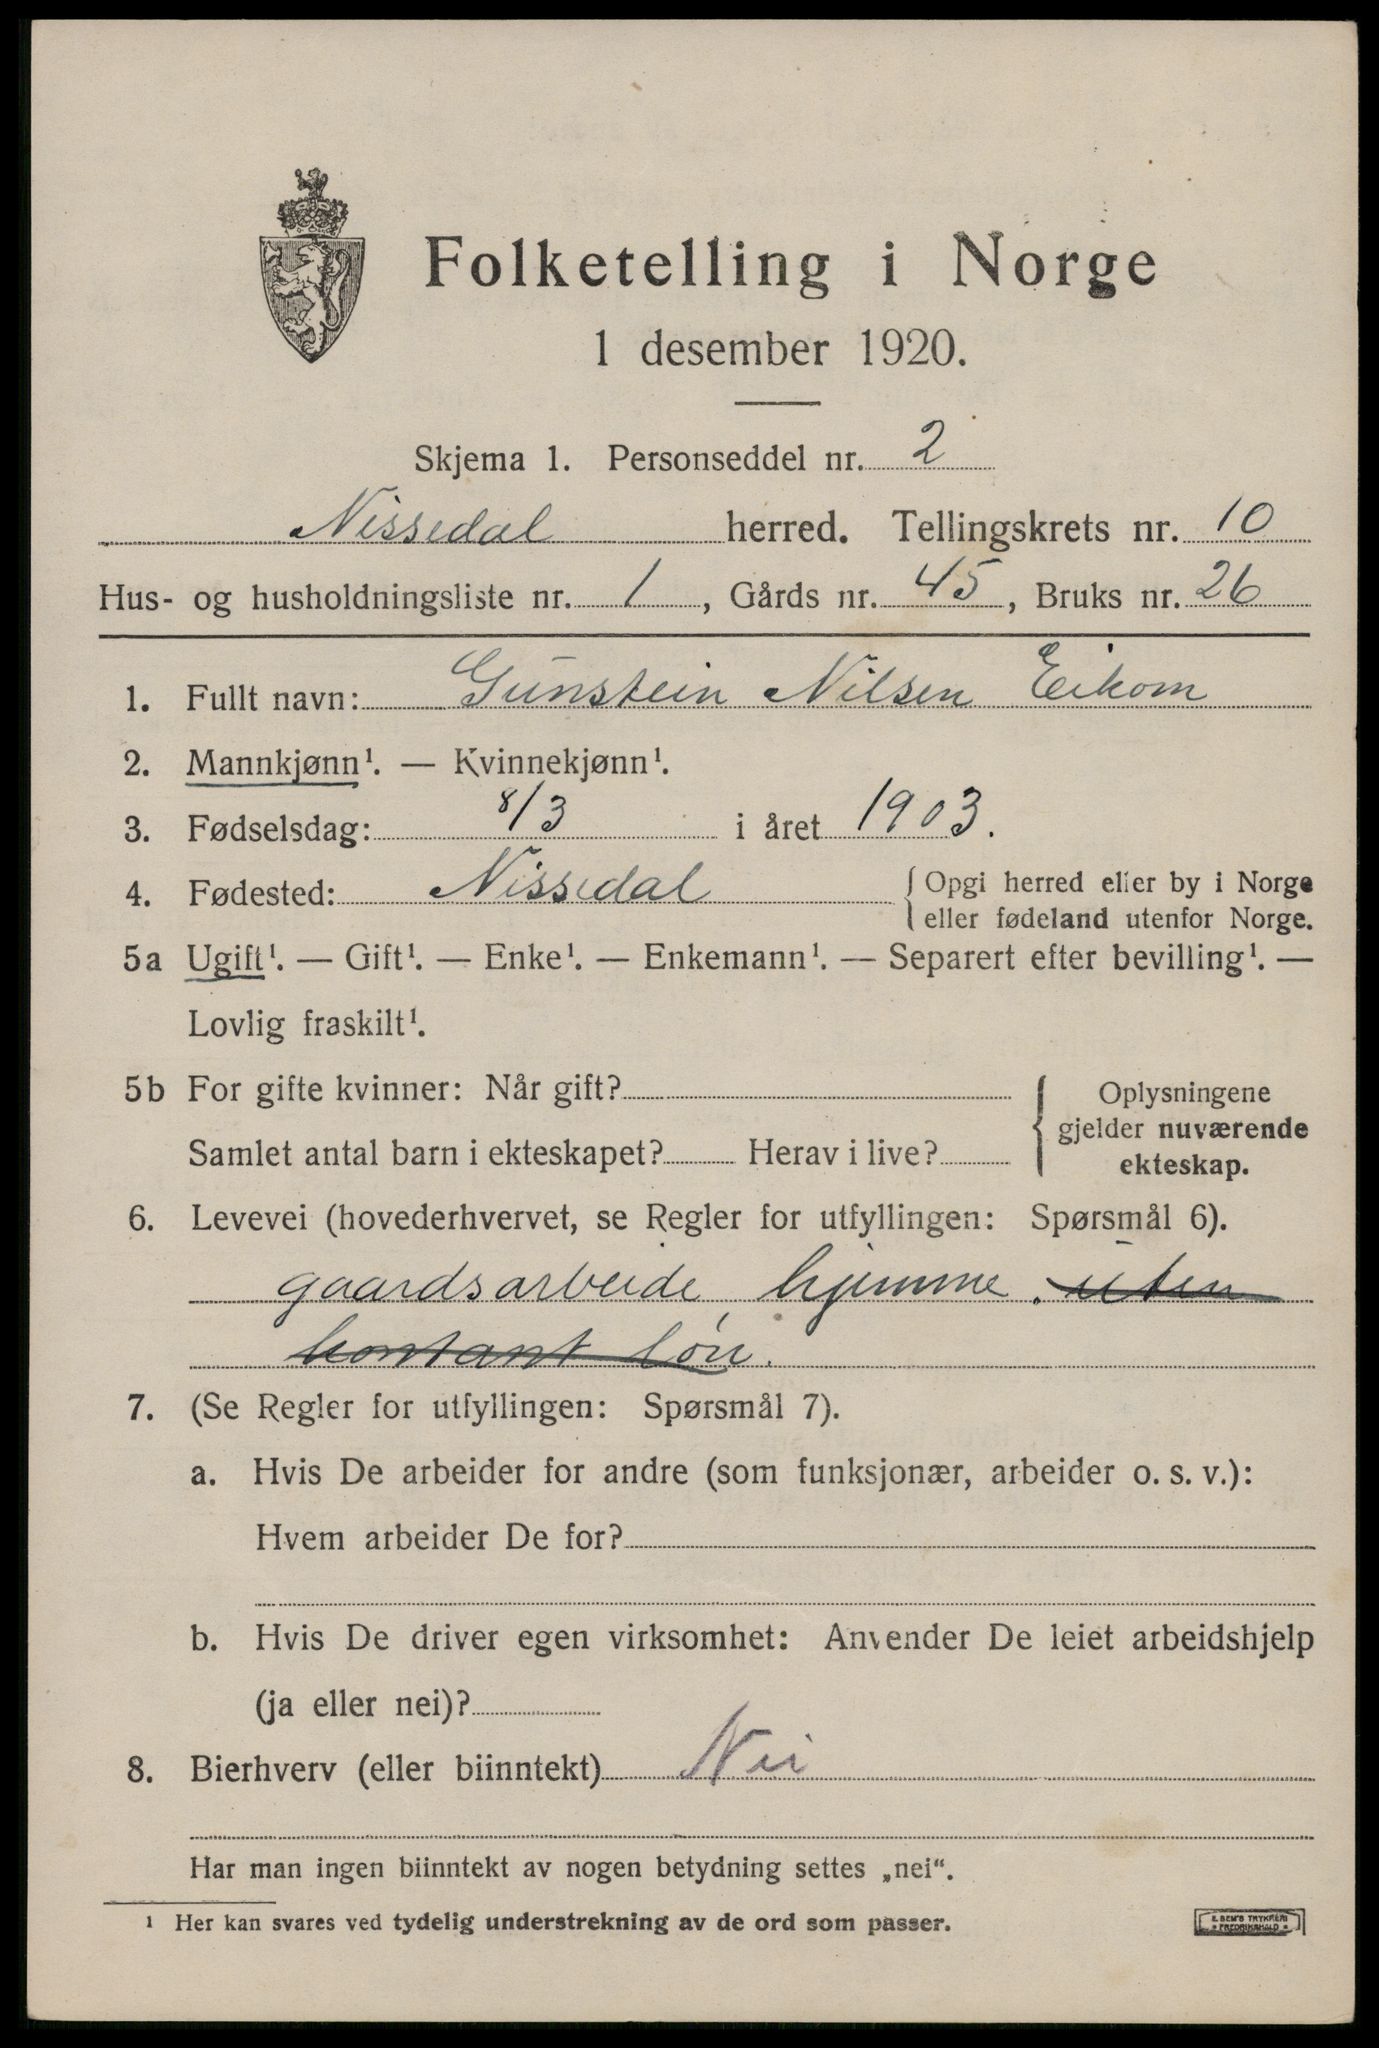 Folketelling i Norge
1 desember 1920.
Skjema 1. Personseddel nr. 2
Nissedal herred. Tellingskrets nr. 10
Hus- og husholdningsliste nr. 1, Gårds nr. 45, Bruks nr. 26
1. Fullt navn: Gunstein Nilsen Eikom
2. Mannkjønn¹. — Kvinnekjønn¹.
3. Fødselsdag: 8/3 i året 1903.
4. Fødested: Nissedal { Opgi herred eller by i Norge
eller fødeland utenfor Norge.
5a Ugift¹. — Gift¹. — Enke¹. — Enkemann¹. — Separert efter bevilling¹. —
Lovlig fraskilt¹.
5b For gifte kvinner: Når gift?
Samlet antal barn i ekteskapet? Herav i live?
Oplysningene
gjelder nuværende
ekteskap.
6. Levevei (hovederhvervet, se Regler for utfyllingen: Spørsmål 6).
gaardsarbeide hjemme. uten
kontant løn.
7. (Se Regler for utfyllingen: Spørsmål 7).
a. Hvis De arbeider for andre (som funksjonær, arbeider o. s. v.):
Hvem arbeider De for?
b. Hvis De driver egen virksomhet: Anvender De leiet arbeidshjelp
(ja eller nei)?
8. Bierhverv (eller biinntekt) Nei
Har man ingen biinntekt av nogen betydning settes „nei“.
¹ Her kan svares ved tydelig understrekning av de ord som passer.
E. SEM'S TRYKKERI
FREDRIKSHALD